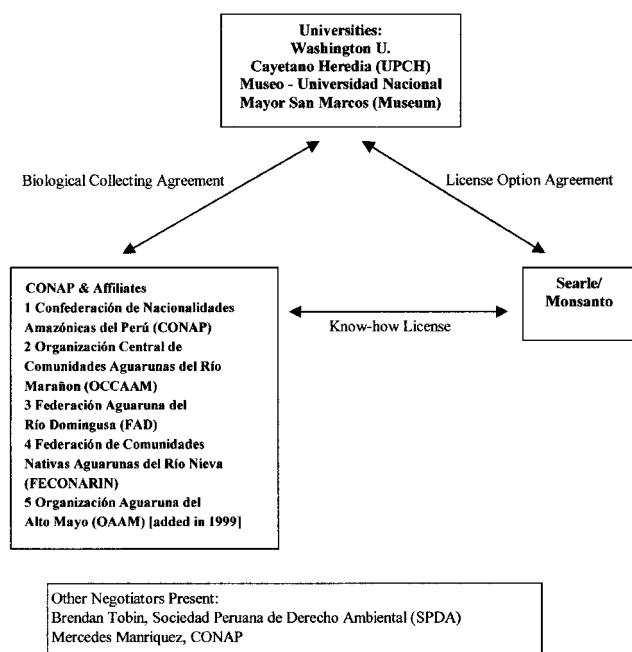 Universities:
Washington U.
Cayetano Heredia (UPCH)
Museo - Universidad Nacional
Mayor San Marcos (Museum)
Biological Collecting Agreement
License Option Agreement
CONAP & Affiliates
1 Confederación de Nacionalidades
Amazónicas del Perú (CONAP)
2 Organización Central de
Comunidades Aguarunas del Río
Marañon (OCCAAM)
3 Federación Aguaruna del
Río Domingusa (FAD)
4 Federación de Comunidades
Nativas Aguarunas del Río Nieva
(FECONARIN)
5 Organización Aguaruna del
Alto Mayo (OAAM) [added in 1999]
Searle/
Monsanto
Know-how License
Other Negotiators Present:
Brendan Tobin, Sociedad Peruana de Derecho Ambiental (SPDA)
Mercedes Manriquez, CONAP